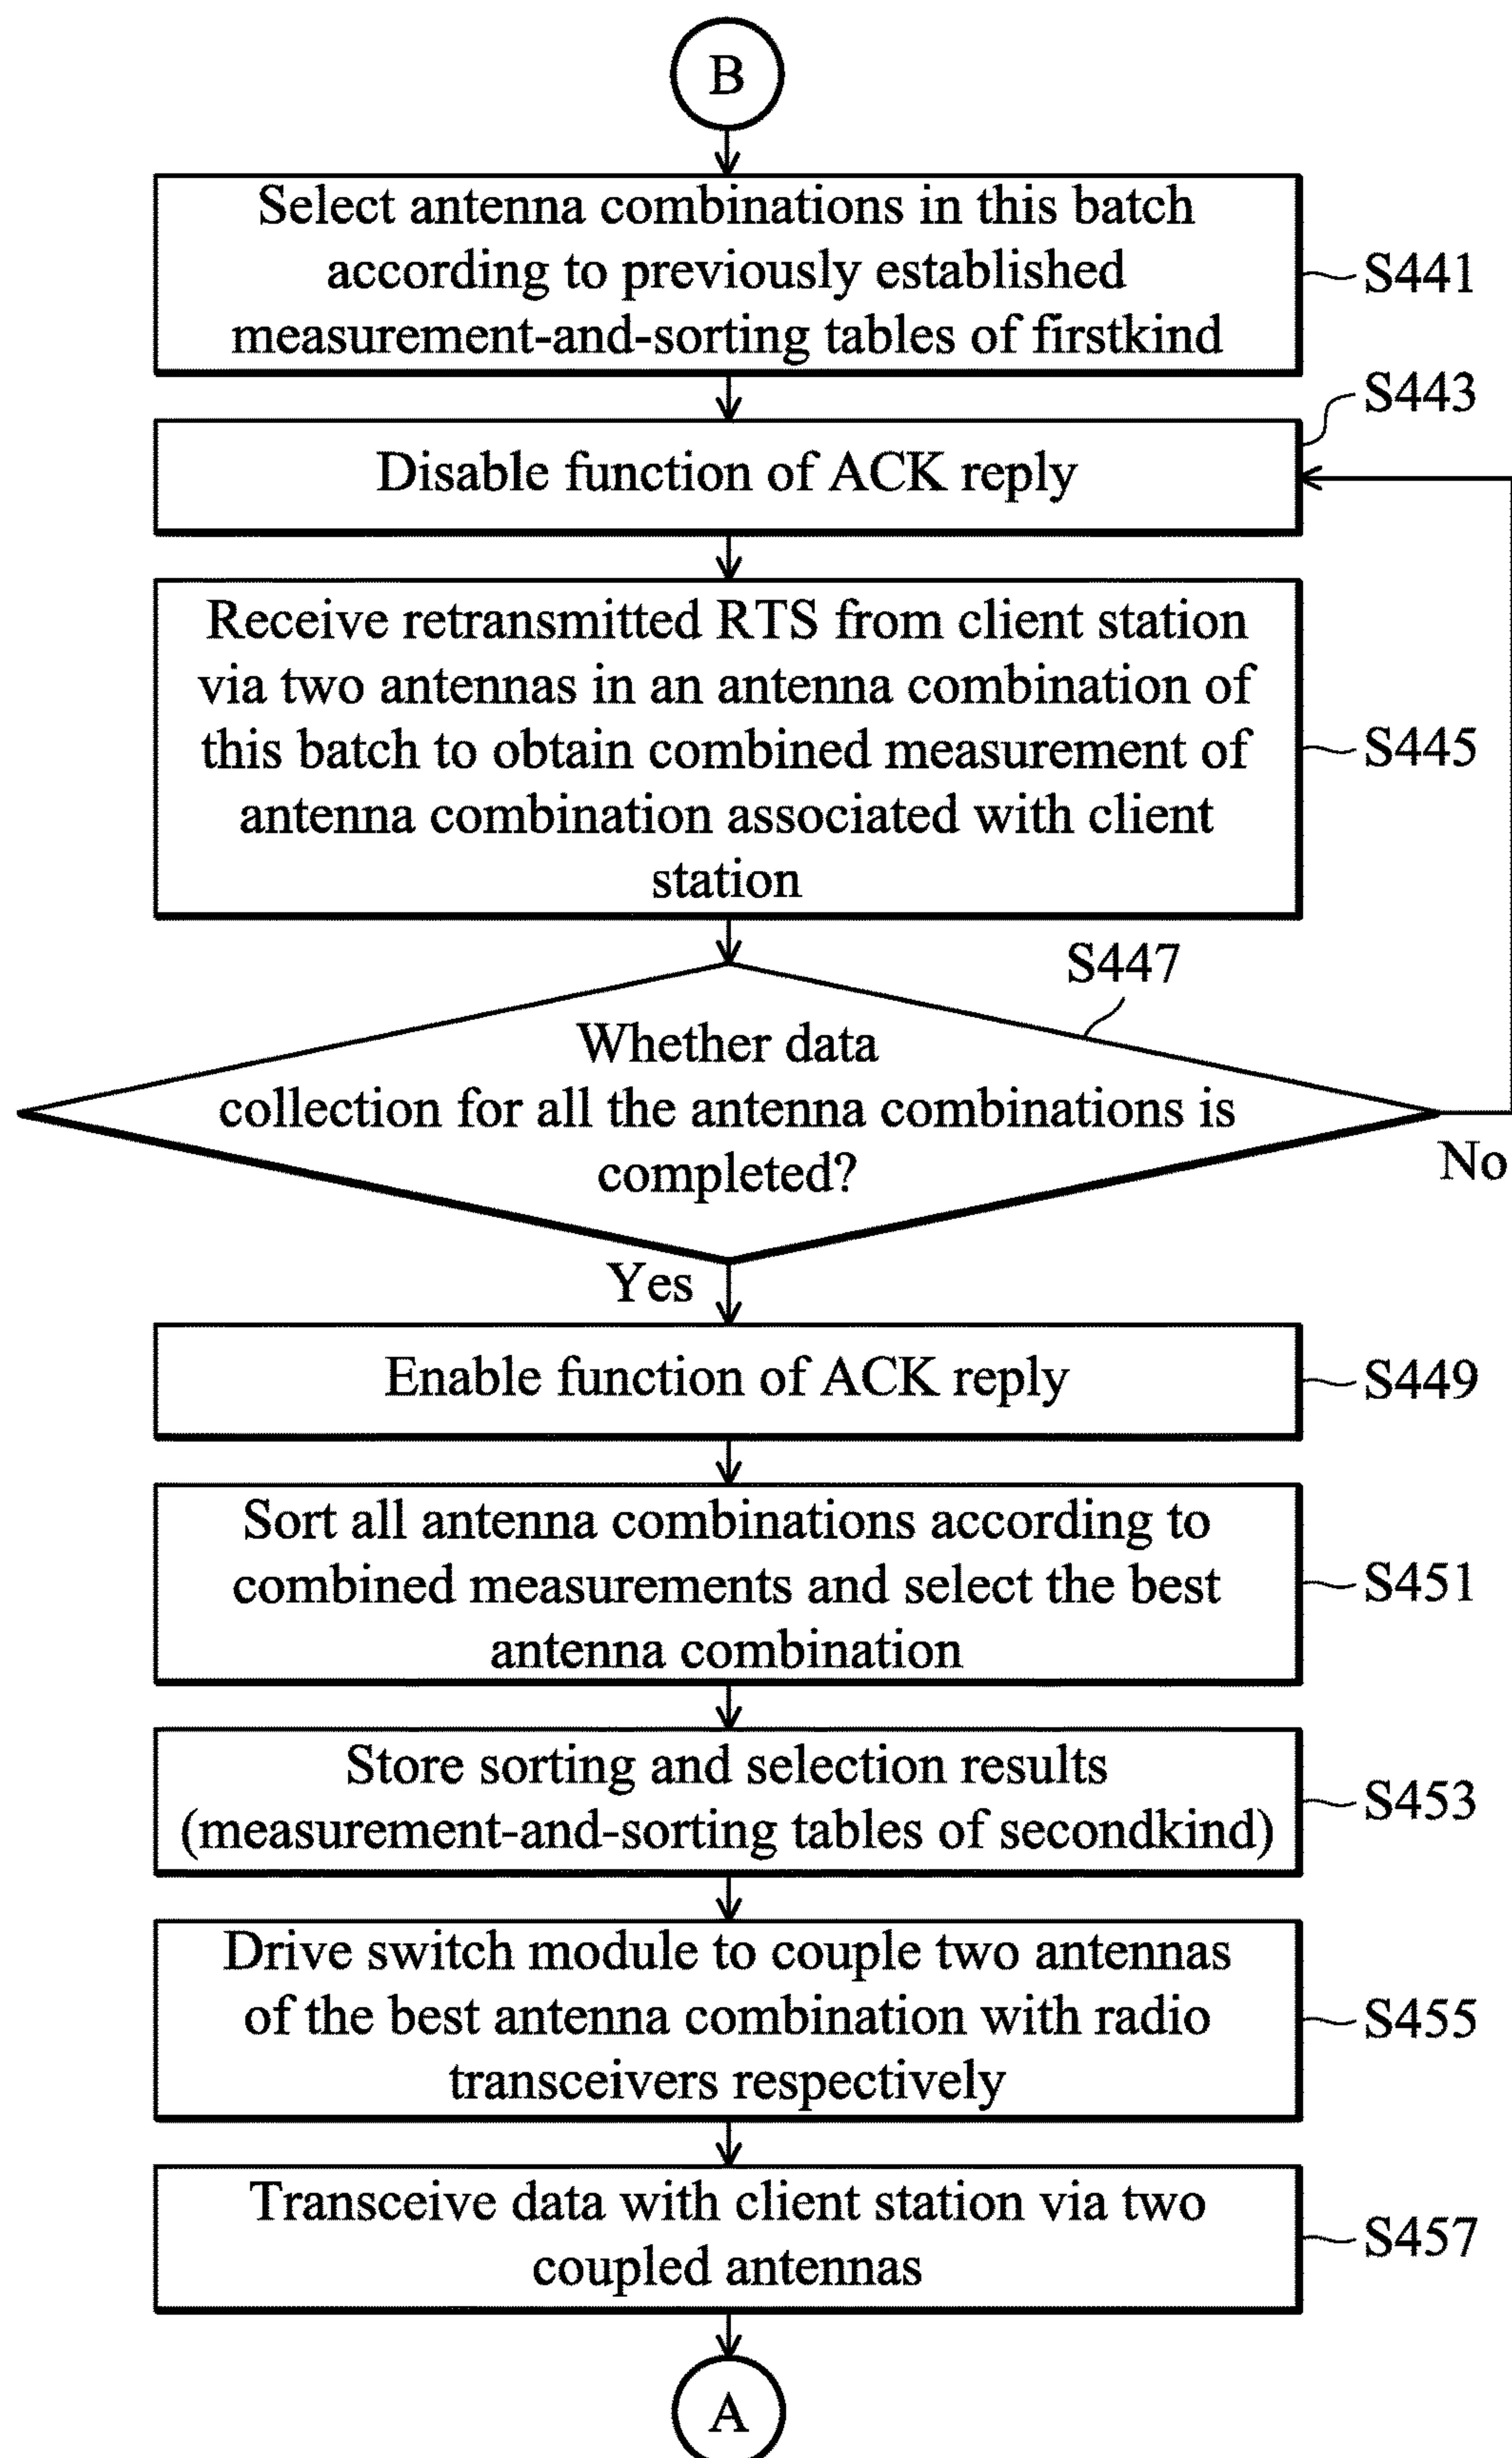 B
Select antenna combinations in this batch
according to previously established
measurement-and-sorting tables of firstkind
S441
S443
Disable function of ACK reply
Receive retransmitted RTS from client station
via two antennas in an antenna combination of
this batch to obtain combined measurement of
antenna combination associated with client
station
S445
S447
Whether data
collection for all the antenna combinations is
completed?
No
Yes
Enable function of ACK reply
S449
Sort all antenna combinations according to
combined measurements and select the best
antenna combination
S451
Store sorting and selection results
(measurement-and-sorting tables of secondkind)
S453
Drive switch module to couple two antennas
of the best antenna combination with radio
transceivers respectively
S455
Transceive data with client station via two
coupled antennas
S457
A